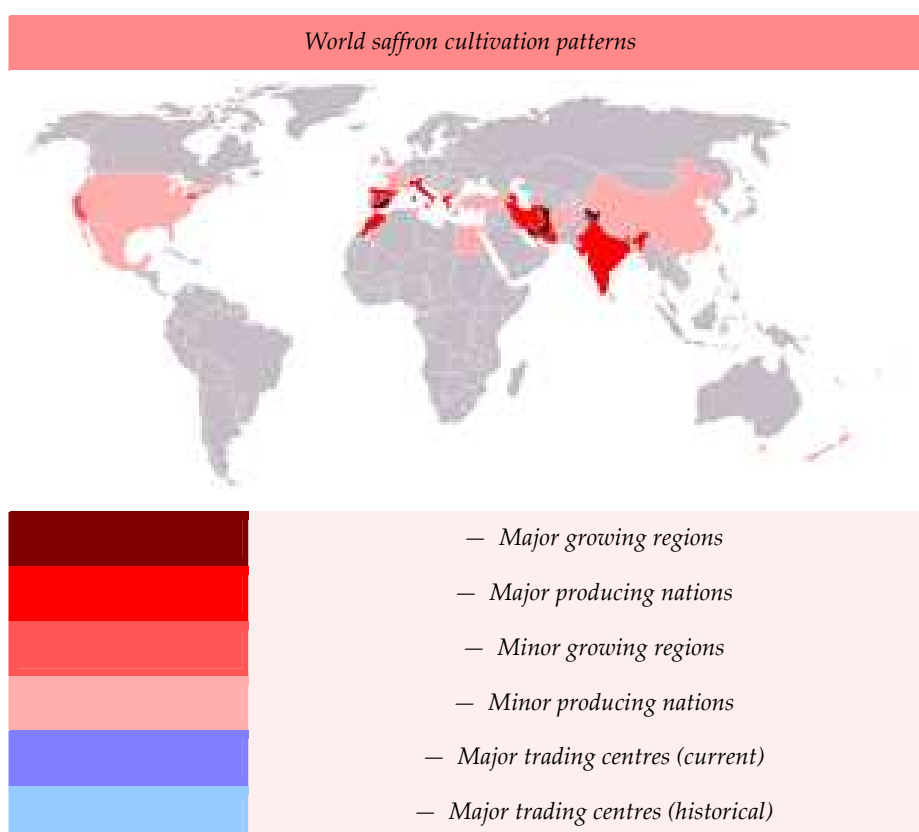 World saffron cultivation patterns
— Major growing regions
— Major producing nations
— Minor growing regions
— Minor producing nations
— Major trading centres (current)
— Major trading centres (historical)